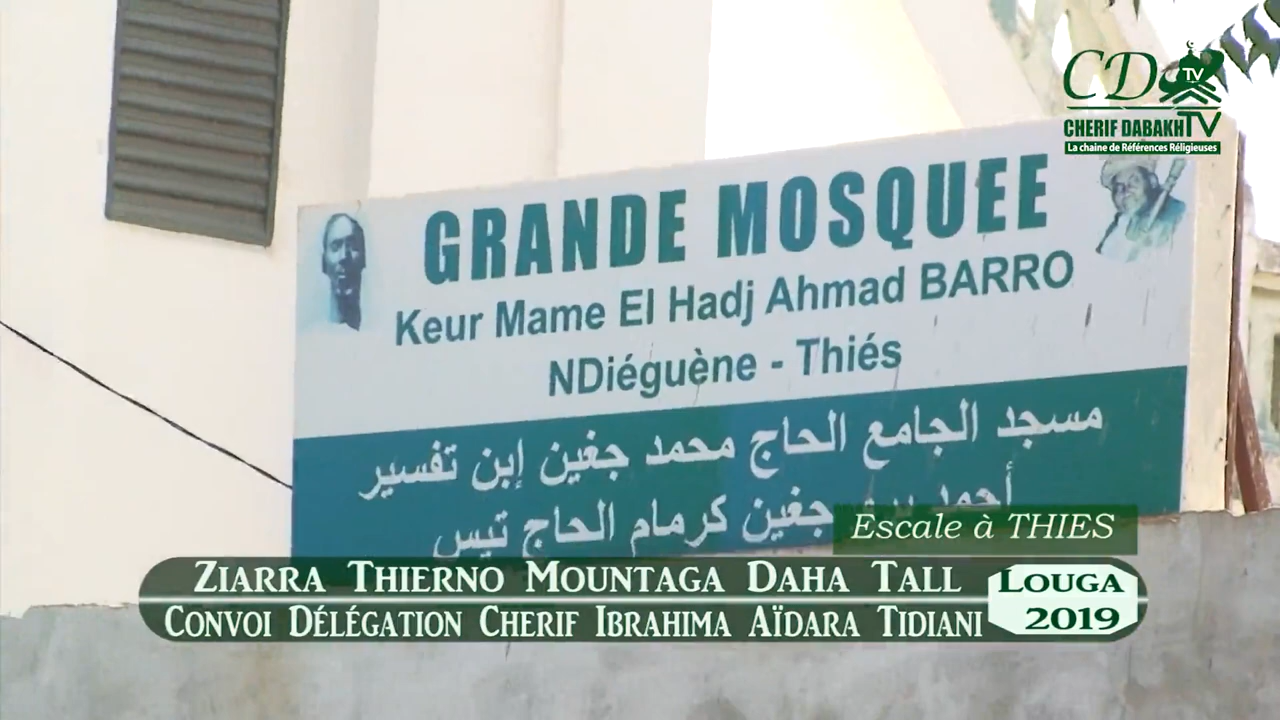 CD TV
CHERIF DABAKH TV
La chaine de Références Réligieuses
GRANDE MOSQUEE
Keur Mame El Hadj Ahmad BARRO
NDiéguène - Thiés
مسجد الجامع الحاج محمد جغين إبن تفسير
أحمد جغين كرمام الحاج تيس
Escale à THIES
ZIARRA THIERNO MOUNTAGA DAHA TALL
CONVOI DÉLÉGATION CHERIF IBRAHIMA AÏDARA TIDIANI
LOUGA
2019